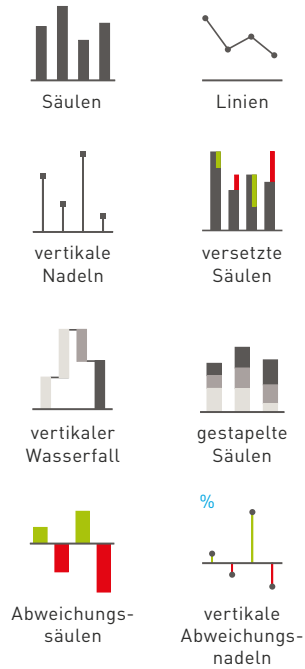 Säulen
Linien
vertikale
Nadeln
versetzte
Säulen
vertikaler
Wasserfall
gestapelte
Säulen
%
Abweichungs-
säulen
vertikale
Abweichungs-
nadeln